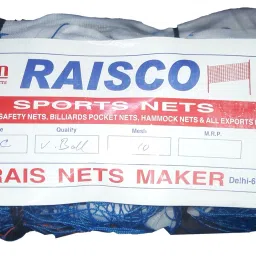 RAISCO
SPORTS NETS
SAFETY NETS, BILLIARDS POCKET NETS, HAMMOCK NETS & ALL EXPORTS
Quality Mesh M.R.P.
C V. Ball 10
RAIS NETS MAKER Delhi-6